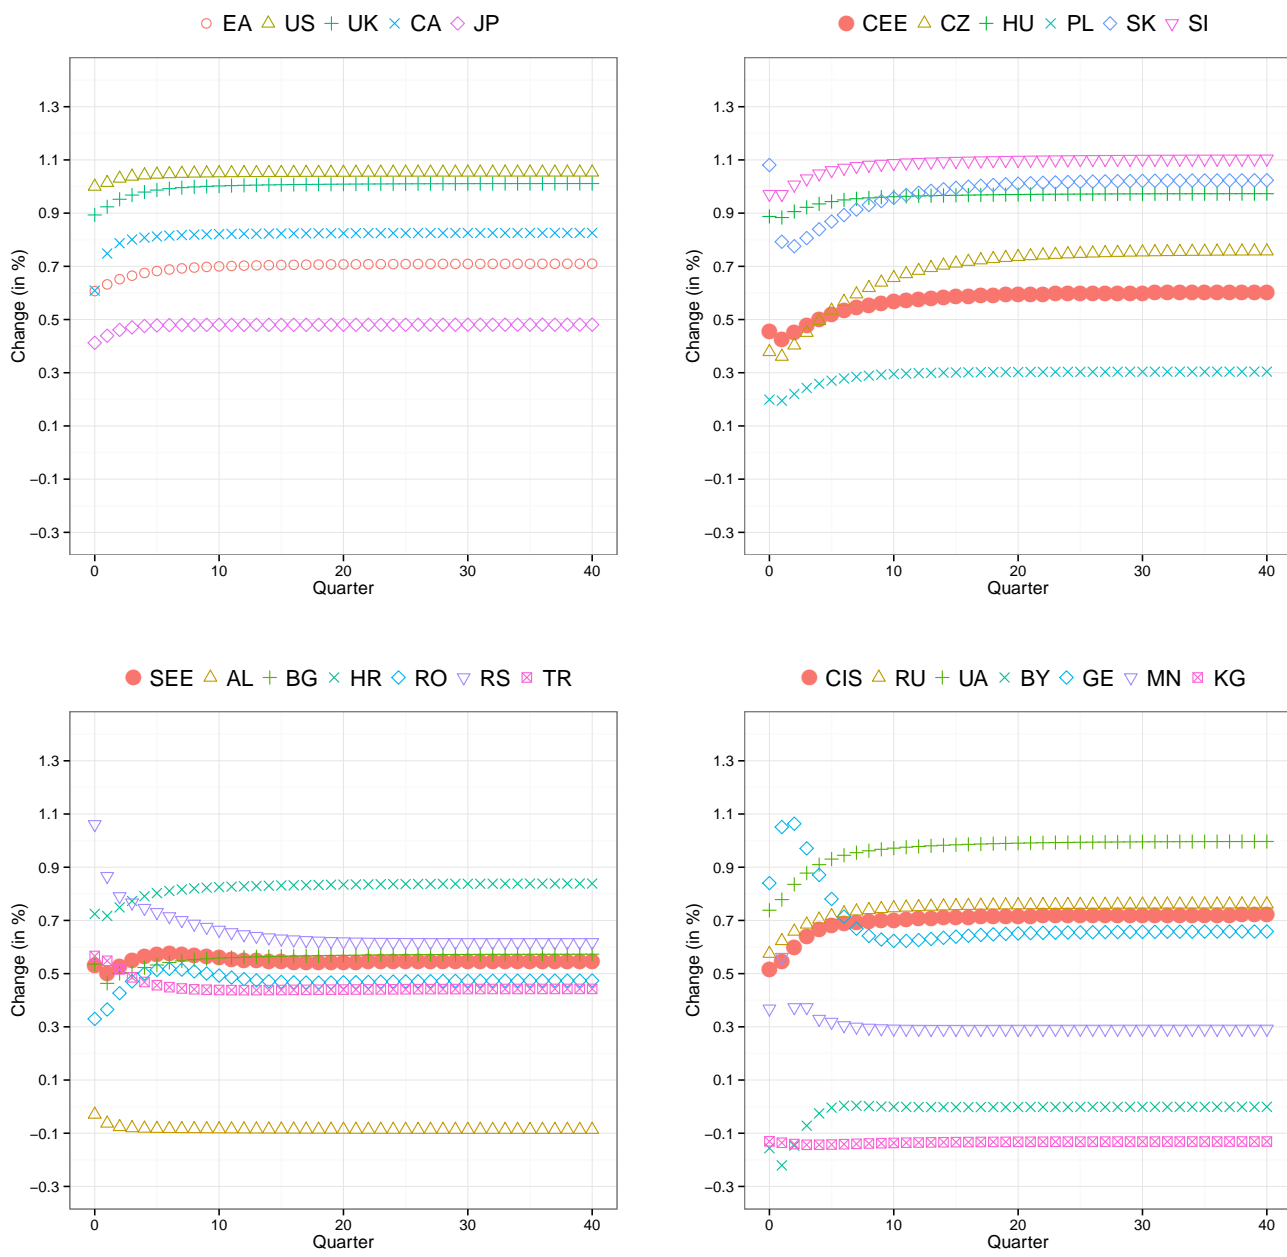 EA US UK CA JP
1.3
1.1
0.9
0.7
0.5
0.3
0.1
−0.1
−0.3
Change (in %)
0 10 20 30 40
Quarter
CEE CZ HU PL SK SI
1.3
1.1
0.9
0.7
0.5
0.3
0.1
−0.1
−0.3
Change (in %)
0 10 20 30 40
Quarter
SEE AL BG HR RO RS TR
1.3
1.1
0.9
0.7
0.5
0.3
0.1
−0.1
−0.3
Change (in %)
0 10 20 30 40
Quarter
CIS RU UA BY GE MN KG
1.3
1.1
0.9
0.7
0.5
0.3
0.1
−0.1
−0.3
Change (in %)
0 10 20 30 40
Quarter